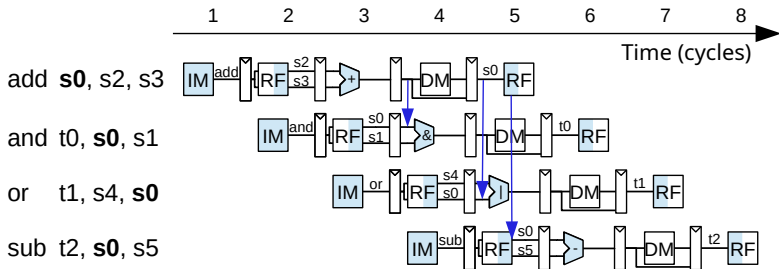 1 2 3 4 5 6 7 8
Time (cycles)
add s0, s2, s3 IM add RF s2 s3 + DM s0 RF
and t0, s0, s1 IM and RF s0 s1 & DM t0 RF
or t1, s4, s0 IM or RF s4 s0 | DM t1 RF
sub t2, s0, s5 IM sub RF s0 s5 - DM t2 RF